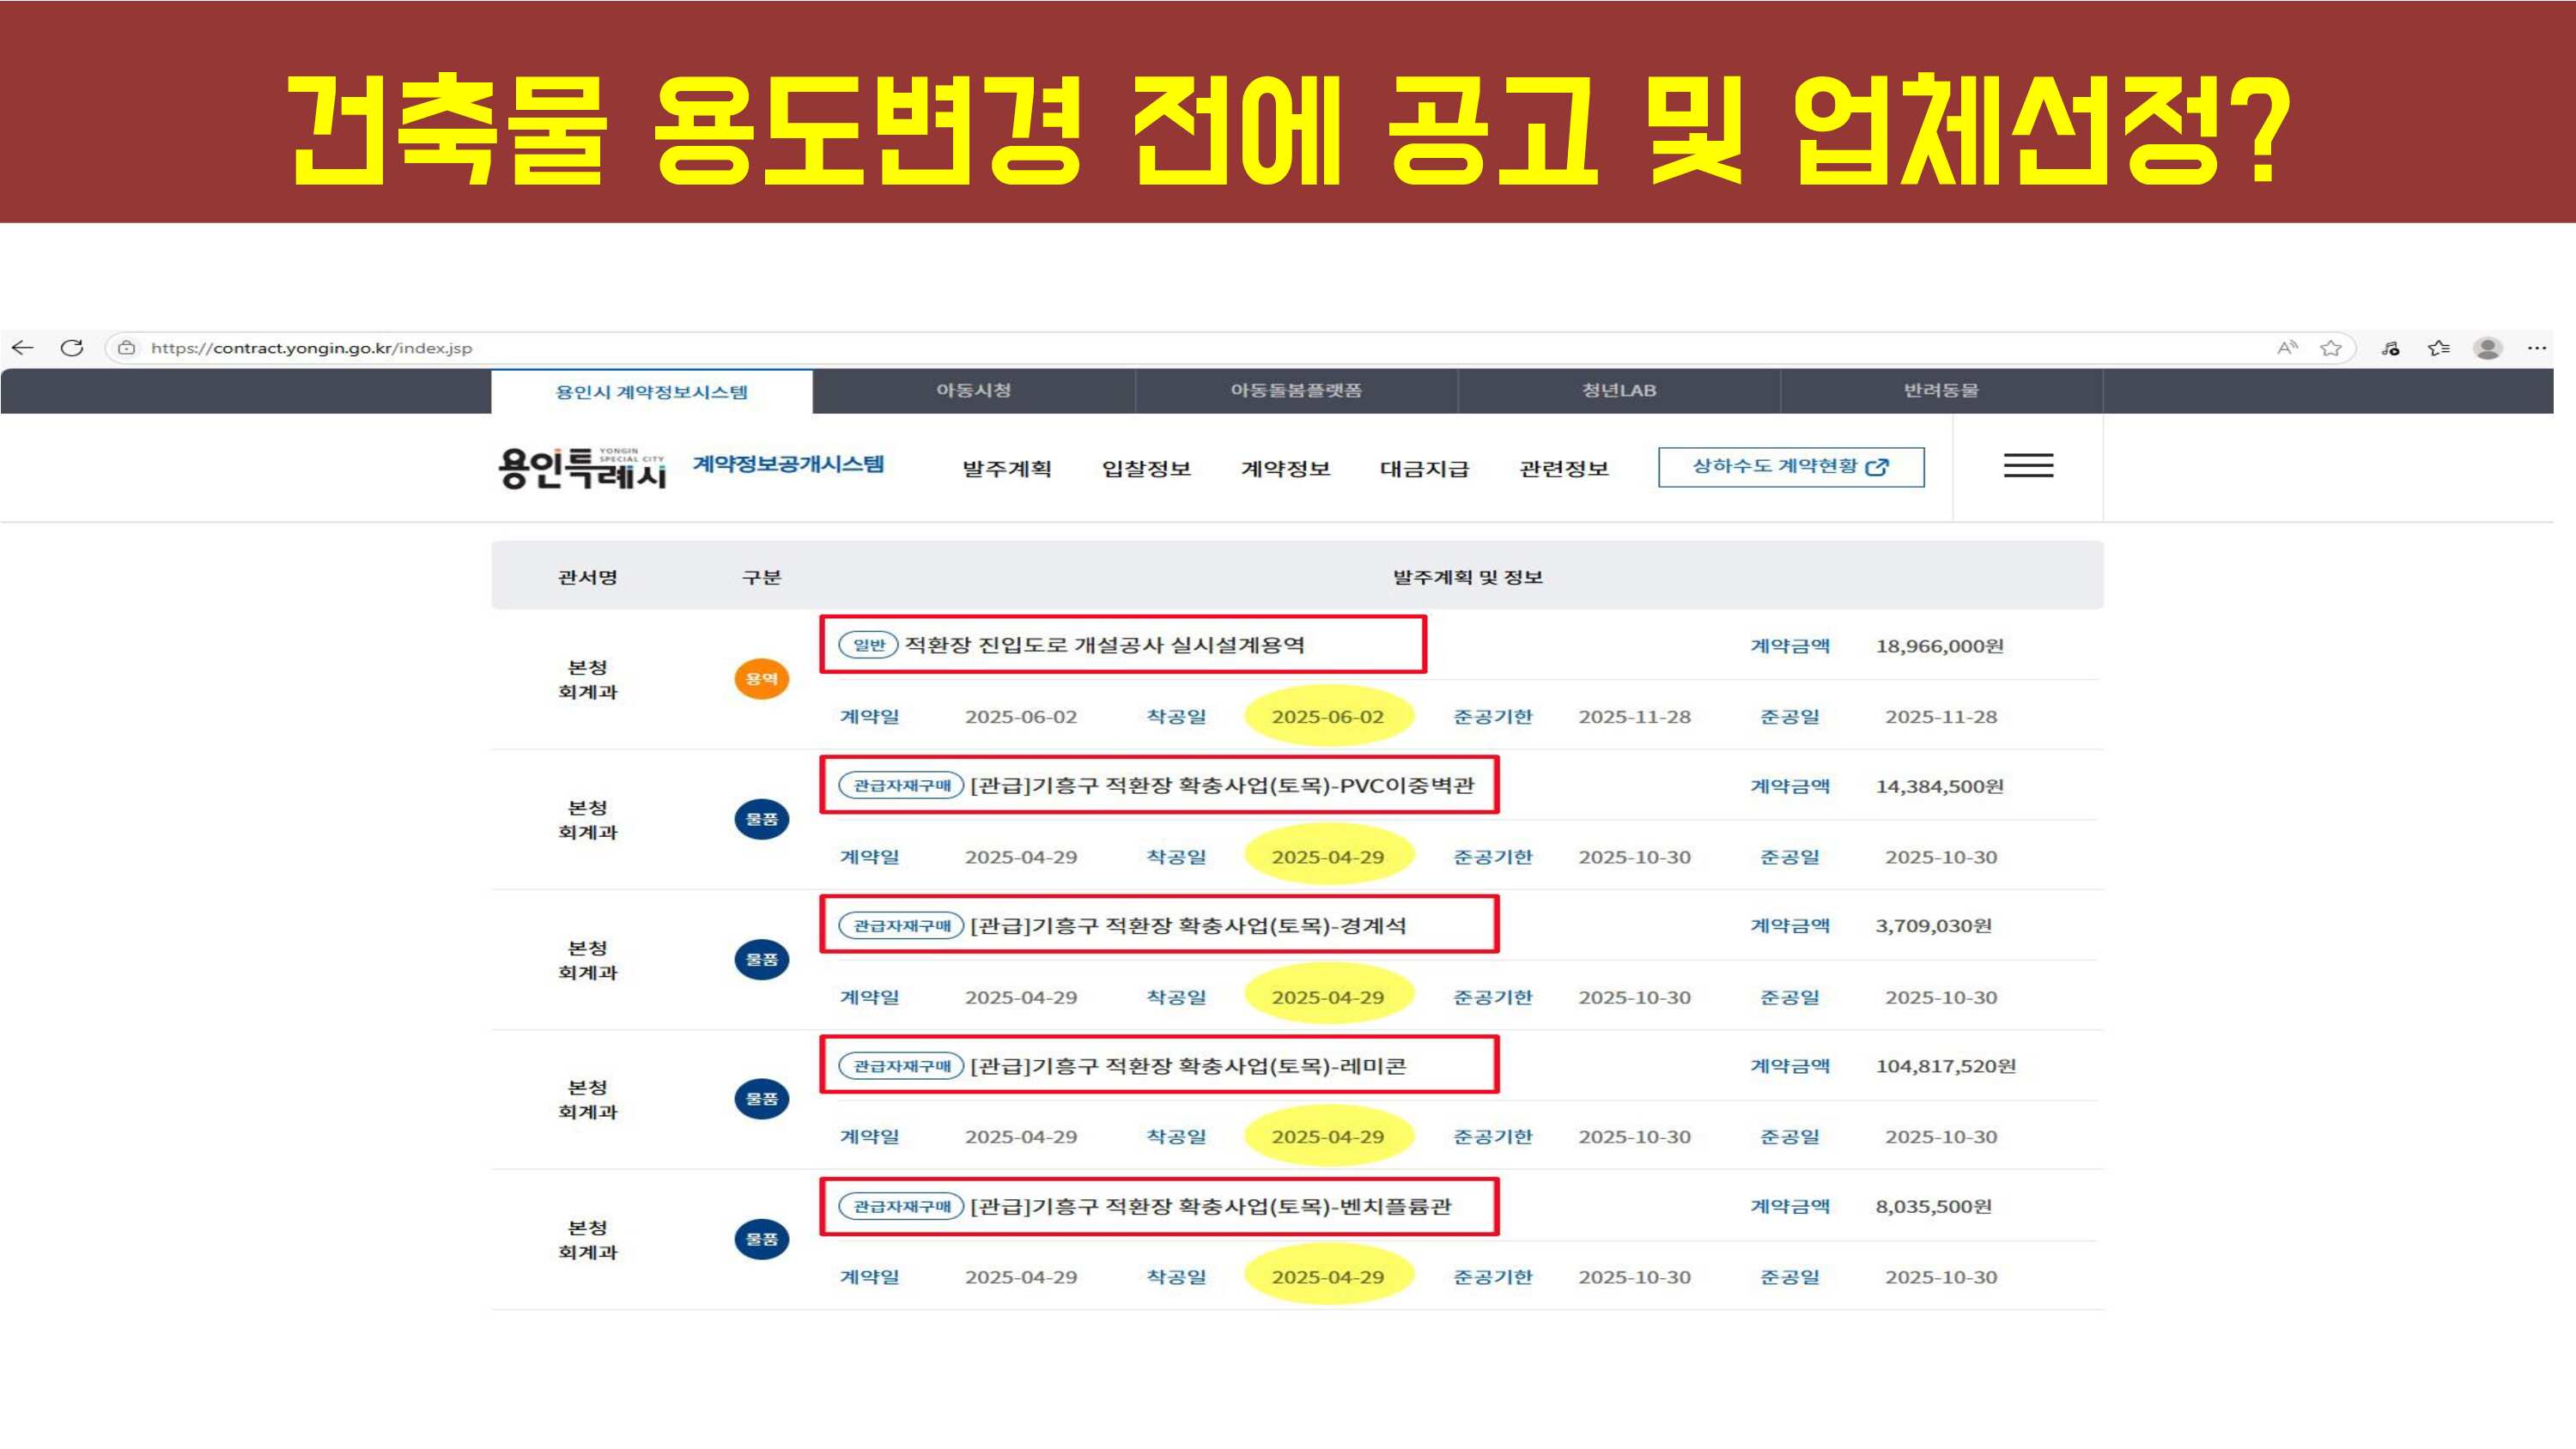 건축물 용도변경 전에 공고 및 업체선정?
https://contract.yongin.go.kr/index.jsp
용인시 계약정보시스템 아동시청 아동돌봄플랫폼 청년LAB 반려동물
용인특례시 YONGIN SPECIAL CITY 계약정보공개시스템 발주계획 입찰정보 계약정보 대금지급 관련정보 상하수도 계약현황
관서명 구분 발주계획 및 정보
본청 회계과 용역 일반 적환장 진입도로 개설공사 실시설계용역 계약금액 18,966,000원
계약일 2025-06-02 착공일 2025-06-02 준공기한 2025-11-28 준공일 2025-11-28
본청 회계과 물품 관급자재구매 [관급]기흥구 적환장 확충사업(토목)-PVC이중벽관 계약금액 14,384,500원
계약일 2025-04-29 착공일 2025-04-29 준공기한 2025-10-30 준공일 2025-10-30
본청 회계과 물품 관급자재구매 [관급]기흥구 적환장 확충사업(토목)-경계석 계약금액 3,709,030원
계약일 2025-04-29 착공일 2025-04-29 준공기한 2025-10-30 준공일 2025-10-30
본청 회계과 물품 관급자재구매 [관급]기흥구 적환장 확충사업(토목)-레미콘 계약금액 104,817,520원
계약일 2025-04-29 착공일 2025-04-29 준공기한 2025-10-30 준공일 2025-10-30
본청 회계과 물품 관급자재구매 [관급]기흥구 적환장 확충사업(토목)-벤치플륨관 계약금액 8,035,500원
계약일 2025-04-29 착공일 2025-04-29 준공기한 2025-10-30 준공일 2025-10-30